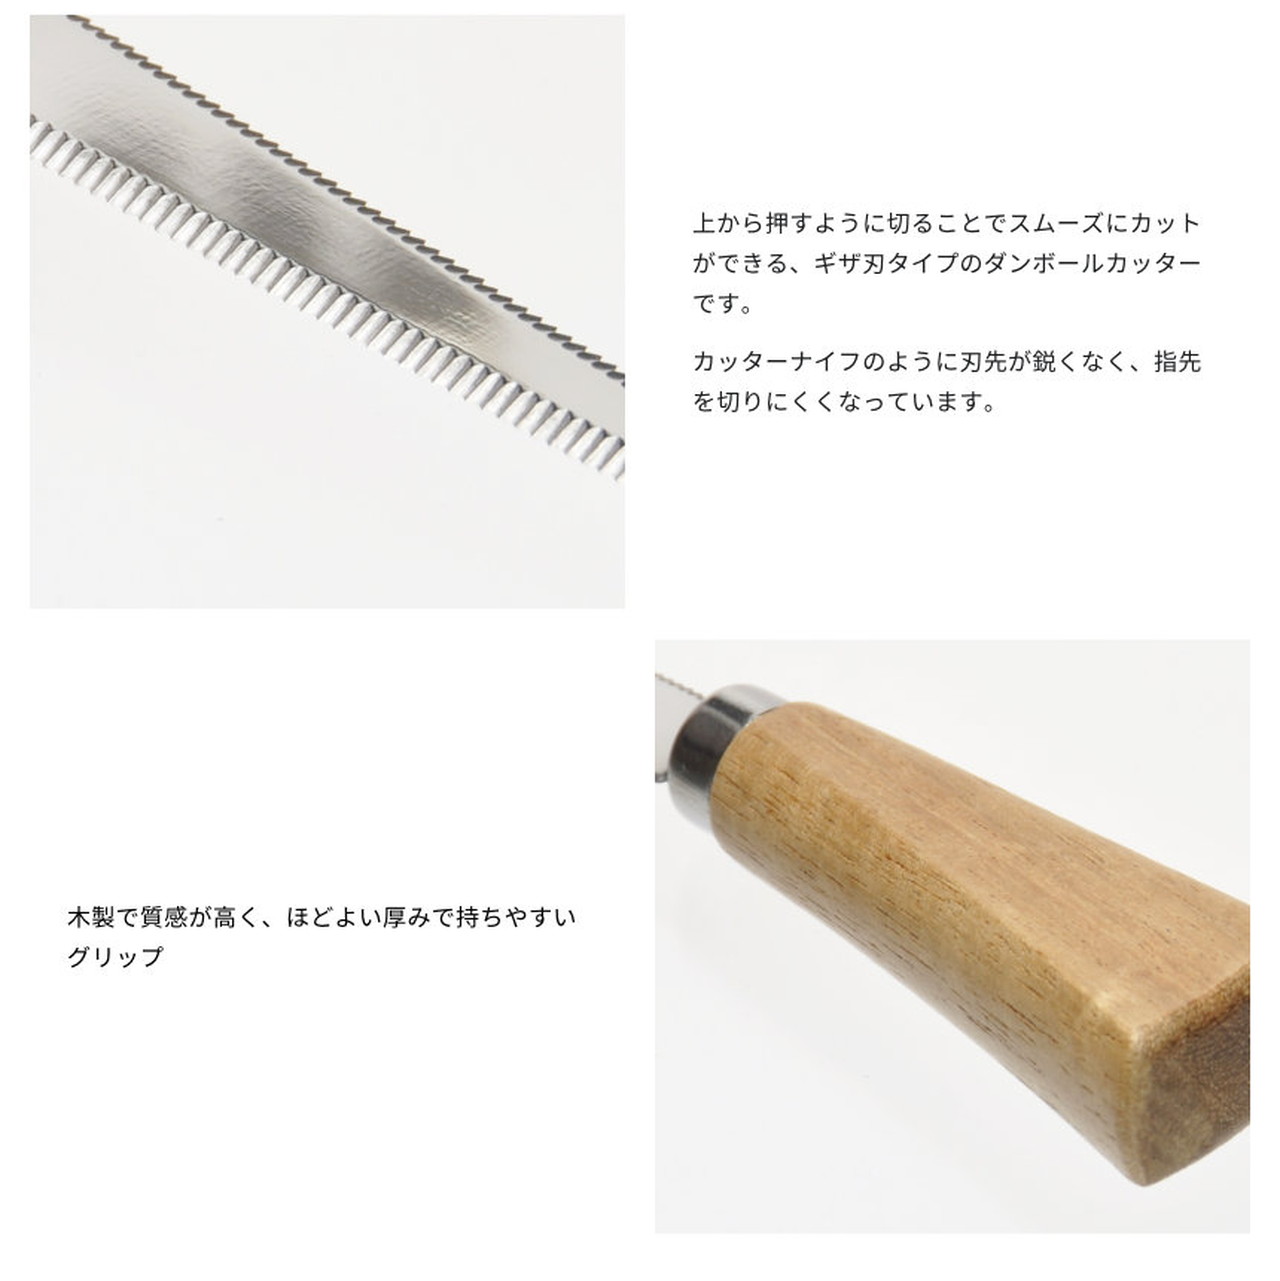 上から押すように切ることでスムーズにカット
ができる、ギザ刃タイプのダンボールカッター
です。
カッターナイフのように刃先が鋭くなく、指先
を切りにくくなっています。
木製で質感が高く、ほどよい厚みで持ちやすい
グリップ